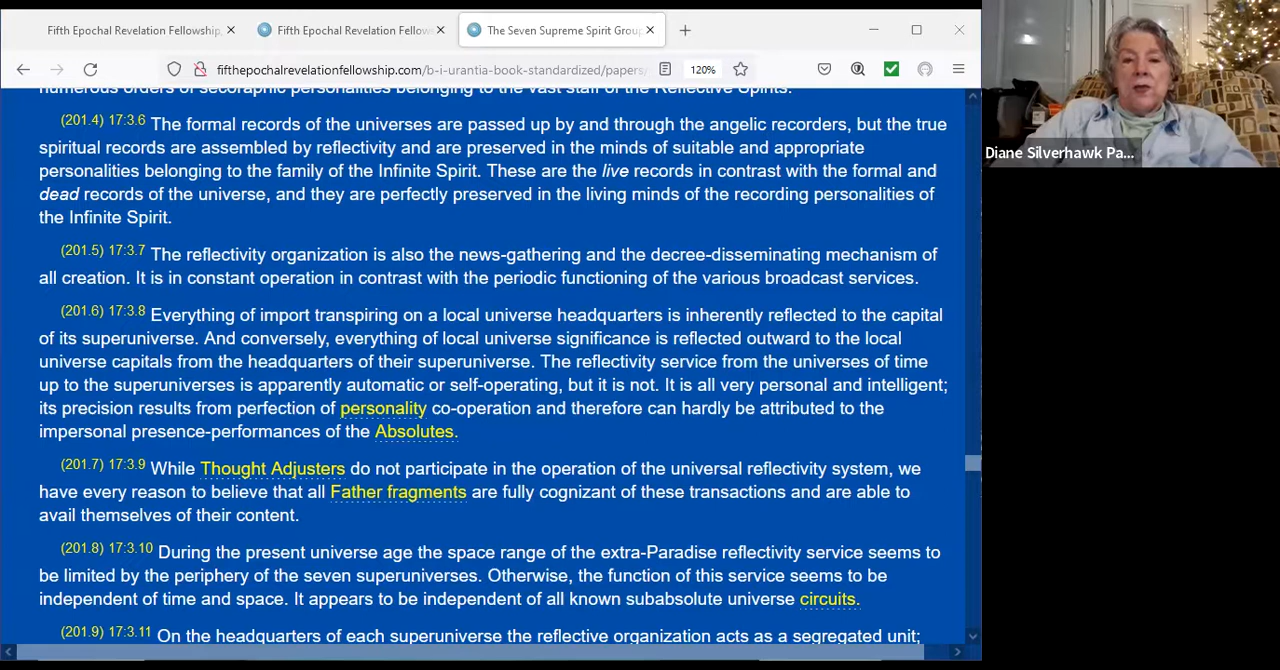 Fifth Epochal Revelation Fellowship,
Fifth Epochal Revelation Fellow
The Seven Supreme Spirit Grou
fifthepochalrevelationfellowship.com/b-i-urantia-book-standardized/papers/
120%
Diane Silverhawk Pa...
numerous orders of secoraphic personalities belonging to the vast staff of the Reflective Spirits.
(201.4) 17:3.6 The formal records of the universes are passed up by and through the angelic recorders, but the true
spiritual records are assembled by reflectivity and are preserved in the minds of suitable and appropriate
personalities belonging to the family of the Infinite Spirit. These are the live records in contrast with the formal and
dead records of the universe, and they are perfectly preserved in the living minds of the recording personalities of
the Infinite Spirit.
(201.5) 17:3.7 The reflectivity organization is also the news-gathering and the decree-disseminating mechanism of
all creation. It is in constant operation in contrast with the periodic functioning of the various broadcast services.
(201.6) 17:3.8 Everything of import transpiring on a local universe headquarters is inherently reflected to the capital
of its superuniverse. And conversely, everything of local universe significance is reflected outward to the local
universe capitals from the headquarters of their superuniverse. The reflectivity service from the universes of time
up to the superuniverses is apparently automatic or self-operating, but it is not. It is all very personal and intelligent;
its precision results from perfection of personality co-operation and therefore can hardly be attributed to the
impersonal presence-performances of the Absolutes.
(201.7) 17:3.9 While Thought Adjusters do not participate in the operation of the universal reflectivity system, we
have every reason to believe that all Father fragments are fully cognizant of these transactions and are able to
avail themselves of their content.
(201.8) 17:3.10 During the present universe age the space range of the extra-Paradise reflectivity service seems to
be limited by the periphery of the seven superuniverses. Otherwise, the function of this service seems to be
independent of time and space. It appears to be independent of all known subabsolute universe circuits.
(201.9) 17:3.11 On the headquarters of each superuniverse the reflective organization acts as a segregated unit;